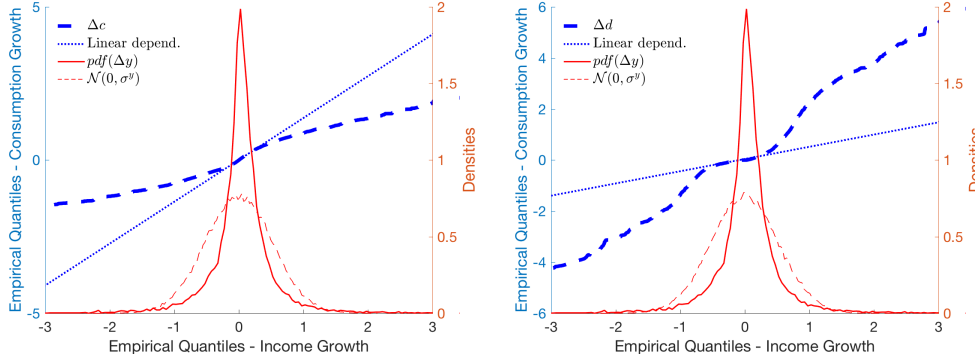 Δc
Linear depend.
pdf(Δy)
N(0, σ^y)
Empirical Quantiles - Consumption Growth
5
0
-5
-3
-2
-1
0
1
2
3
Empirical Quantiles - Income Growth
2
1.5
1
0.5
0
Densities
Δd
Linear depend.
pdf(Δy)
N(0, σ^y)
Empirical Quantiles - Consumption Growth
6
4
2
0
-2
-4
-6
-3
-2
-1
0
1
2
3
Empirical Quantiles - Income Growth
2
1.5
1
0.5
0
Densities